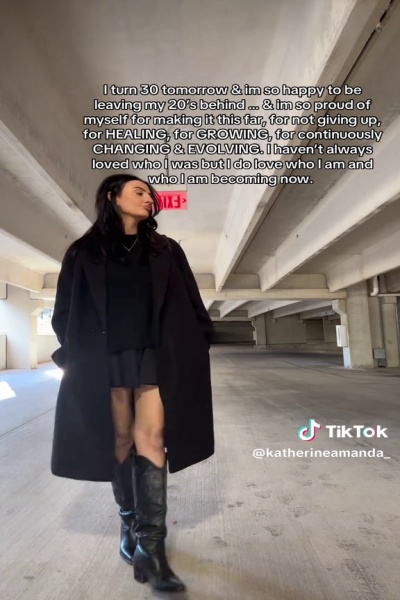 I turn 30 tomorrow & im so happy to be
leaving my 20's behind ... & im so proud of
myself for making it this far, for not giving up,
for HEALING, for GROWING, for continuously
CHANGING & EVOLVING. I haven't always
loved who I was but I do love who I am and
who I am becoming now.
TikTok
@katherineamanda_